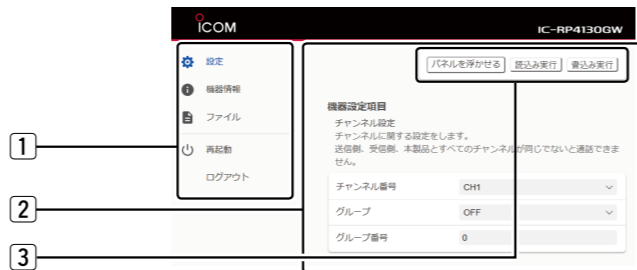 ICOM
IC-RP4130GW
設定
機器情報
ファイル
再起動
ログアウト
パネルを浮かせる
読込み実行
書込み実行
機器設定項目
チャンネル設定
チャンネルに関する設定をします。
送信側、受信側、本製品とすべてのチャンネルが同じでないと通話できま
せん。
チャンネル番号 CH1
グループ OFF
グループ番号 0
1
2
3